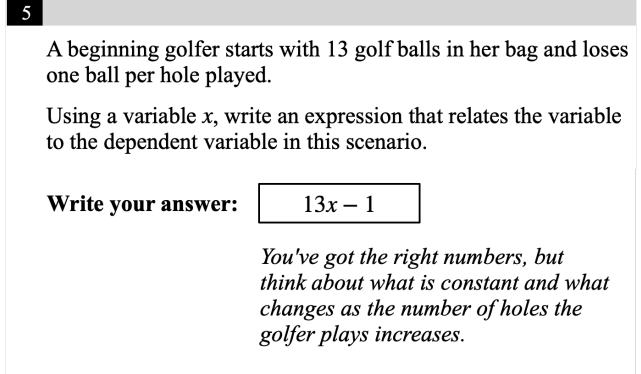 5
A beginning golfer starts with 13 golf balls in her bag and loses
one ball per hole played.
Using a variable x, write an expression that relates the variable
to the dependent variable in this scenario.
Write your answer: 13x – 1
You've got the right numbers, but
think about what is constant and what
changes as the number of holes the
golfer plays increases.